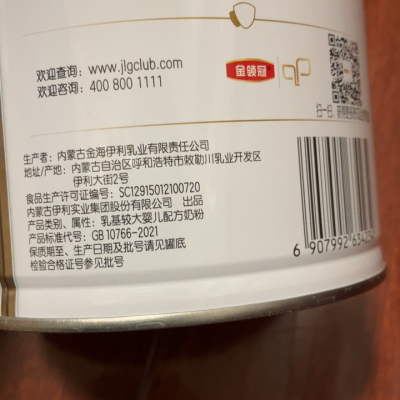 欢迎查询：www.jlgclub.com
欢迎咨询：400 800 1111
金领冠
扫一扫，
生产者：内蒙古金海伊利乳业有限责任公司
地址/产地：内蒙古自治区呼和浩特市敕勒川乳业开发区
伊利大街2号
食品生产许可证编号：SC12915012100720
内蒙古伊利实业集团股份有限公司 出品
产品类别、属性：乳基较大婴儿配方奶粉
产品标准代号：GB 10766-2021
保质期至、生产日期及批号请见罐底
检验合格证号参见批号
6 907992 634